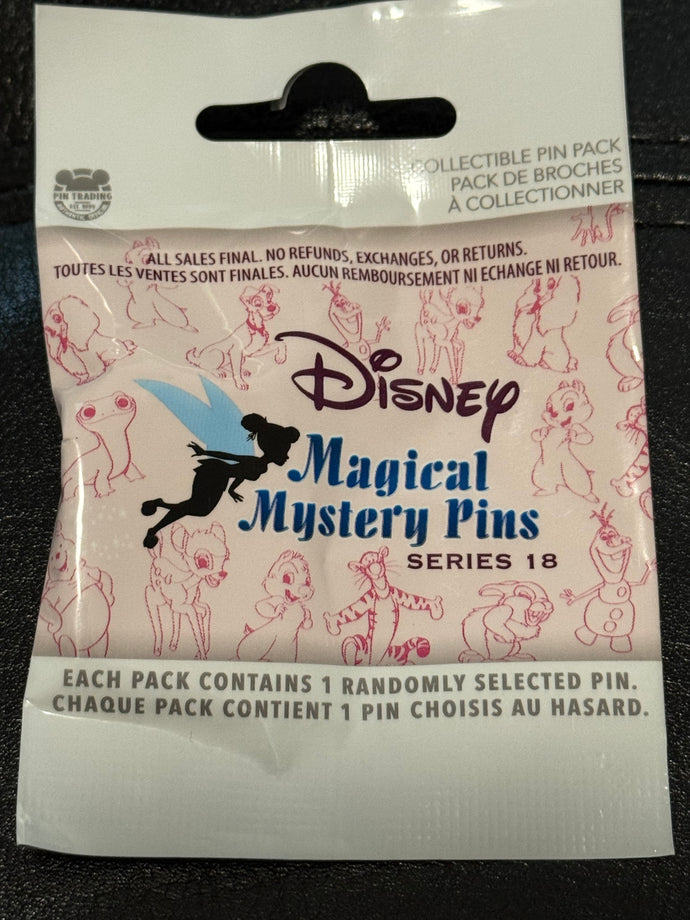 COLLECTIBLE PIN PACK
PACK DE BROCHES
À COLLECTIONNER
PIN TRADING
EST. 1999
ALL SALES FINAL. NO REFUNDS, EXCHANGES, OR RETURNS.
TOUTES LES VENTES SONT FINALES. AUCUN REMBOURSEMENT NI ECHANGE NI RETOUR.
Disney
Magical
Mystery Pins
SERIES 18
EACH PACK CONTAINS 1 RANDOMLY SELECTED PIN.
CHAQUE PACK CONTIENT 1 PIN CHOISIS AU HASARD.